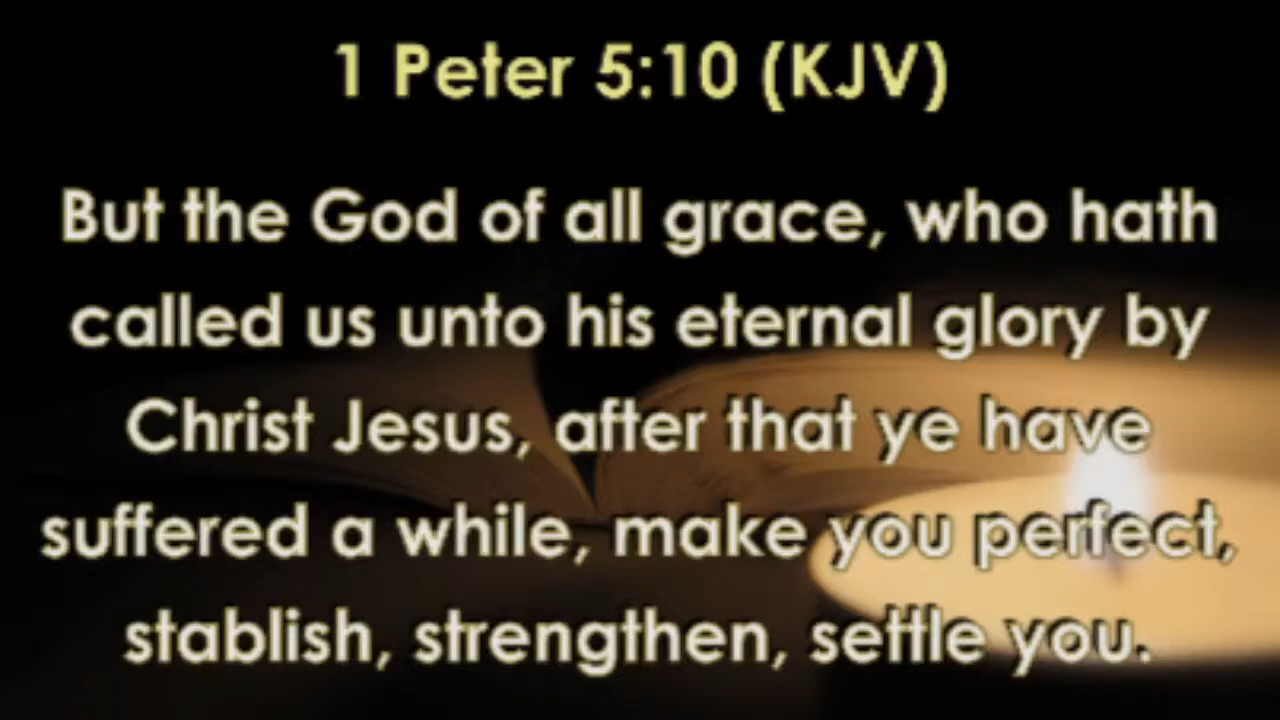 1 Peter 5:10 (KJV)
But the God of all grace, who hath
called us unto his eternal glory by
Christ Jesus, after that ye have
suffered a while, make you perfect,
stablish, strengthen, settle you.